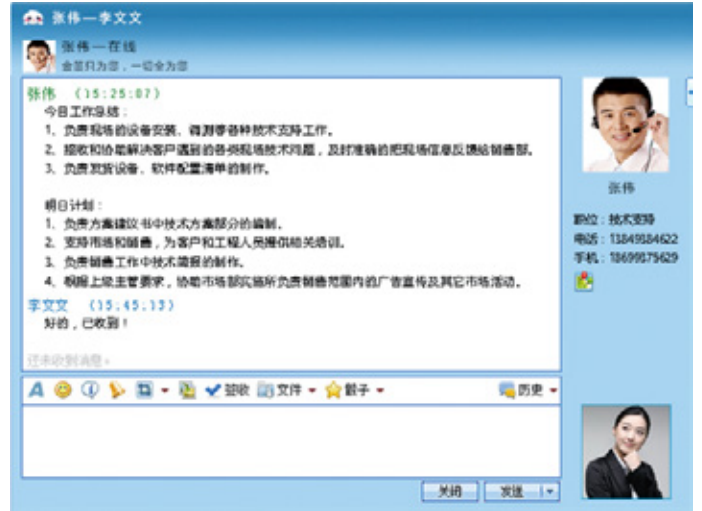 张伟—李文文
张伟—在线
金笛只为您，一切全为您
张伟 （15:25:07）
今日工作总结：
1、负责现场的设备安装、调测等各种技术支持工作。
2、接收和协助解决客户遇到的各类现场技术问题，及时准确的把现场信息反馈给销售部。
3、负责发货设备、软件配置清单的制作。
明日计划：
1、负责方案建议书中技术方案部分的编制。
2、支持市场和销售，为客户和工程人员提供相关培训。
3、负责销售工作中技术简报的制作。
4、根据上级主管要求，协助市场部实施所负责销售范围内的广告宣传及其它市场活动。
李文文 （15:45:13）
好的，已收到！
还未收到消息。
签收 文件 骰子 历史
关闭 发送
张伟
职位：技术支持
电话：13849384622
手机：18699875629